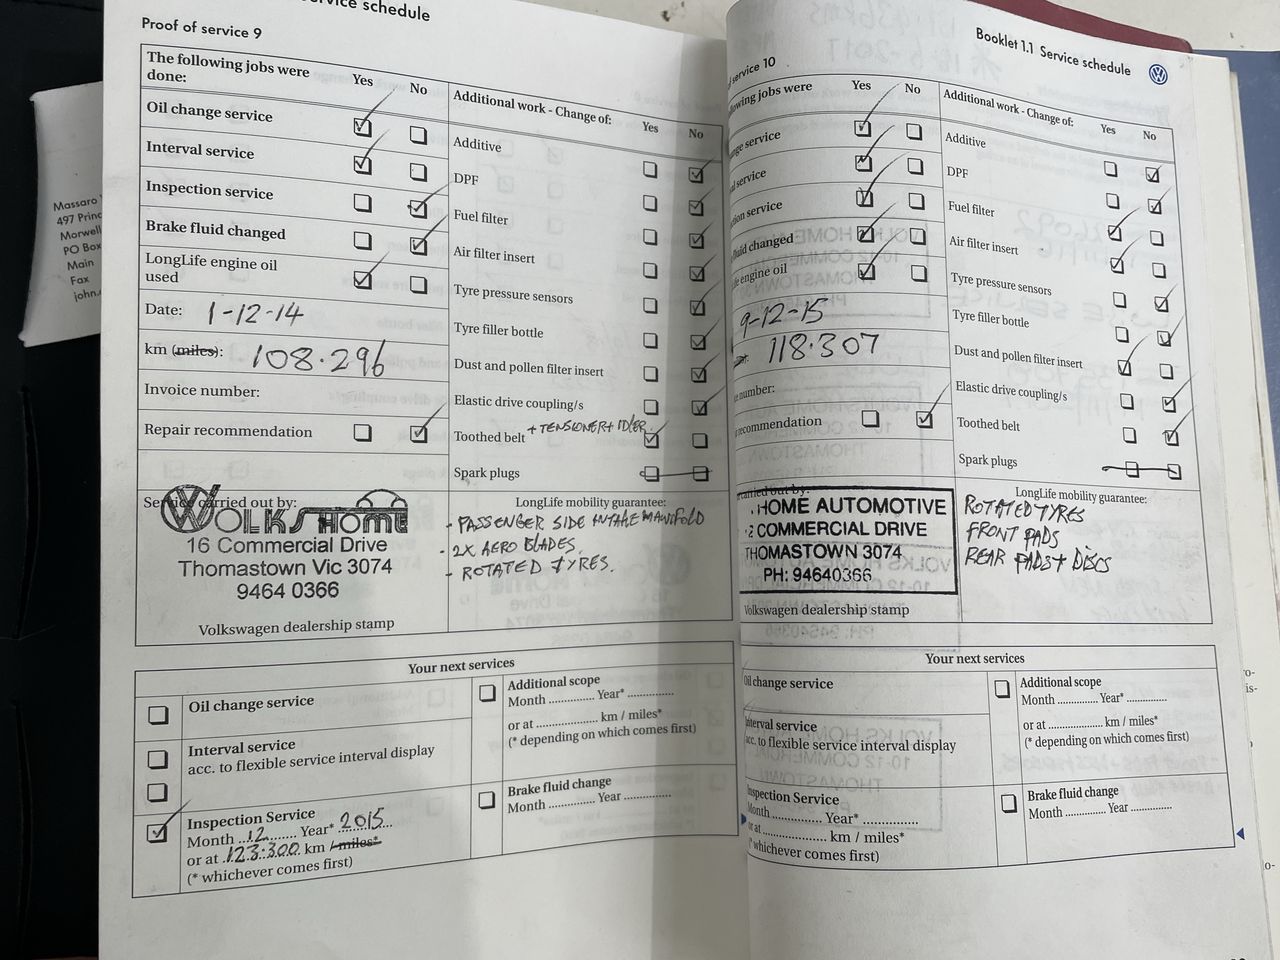 service schedule
Proof of service 9
The following jobs were
done:
Yes
No
Oil change service
Interval service
Inspection service
Brake fluid changed
LongLife engine oil
used
Date: 1-12-14
km (miles): 108.296
Invoice number:
Repair recommendation
Additional work - Change of:
Yes
No
Additive
DPF
Fuel filter
Air filter insert
Tyre pressure sensors
Tyre filler bottle
Dust and pollen filter insert
Elastic drive coupling/s
Toothed belt + TENSIONER + IDLER
Spark plugs
Service carried out by:
VOLKSHOME
16 Commercial Drive
Thomastown Vic 3074
9464 0366
Volkswagen dealership stamp
LongLife mobility guarantee:
- PASSENGER SIDE INTAKE MANIFOLD
- 2X AERO BLADES.
- ROTATED TYRES.
Your next services
Oil change service
Interval service
acc. to flexible service interval display
Inspection Service
Month 12 Year* 2015
or at 123.300 km / miles*
(* whichever comes first)
Additional scope
Month Year*
or at km / miles*
(* depending on which comes first)
Brake fluid change
Month Year
Massaro
497 Princ
Morwell
PO Box
Main
Fax
john.
Booklet 1.1 Service schedule
service 10
owing jobs were
Yes
No
nge service
service
tion service
fluid changed
engine oil
9-12-15
118.307
number:
recommendation
Additional work - Change of:
Yes
No
Additive
DPF
Fuel filter
Air filter insert
Tyre pressure sensors
Tyre filler bottle
Dust and pollen filter insert
Elastic drive coupling/s
Toothed belt
Spark plugs
carried out by:
HOME AUTOMOTIVE
2 COMMERCIAL DRIVE
THOMASTOWN 3074
PH: 94640366
Volkswagen dealership stamp
LongLife mobility guarantee:
ROTATED TYRES
FRONT PADS
REAR PADS + DISCS
Your next services
Oil change service
Interval service
acc. to flexible service interval display
Inspection Service
Month Year*
or at km / miles*
(* whichever comes first)
Additional scope
Month Year*
or at km / miles*
(* depending on which comes first)
Brake fluid change
Month Year